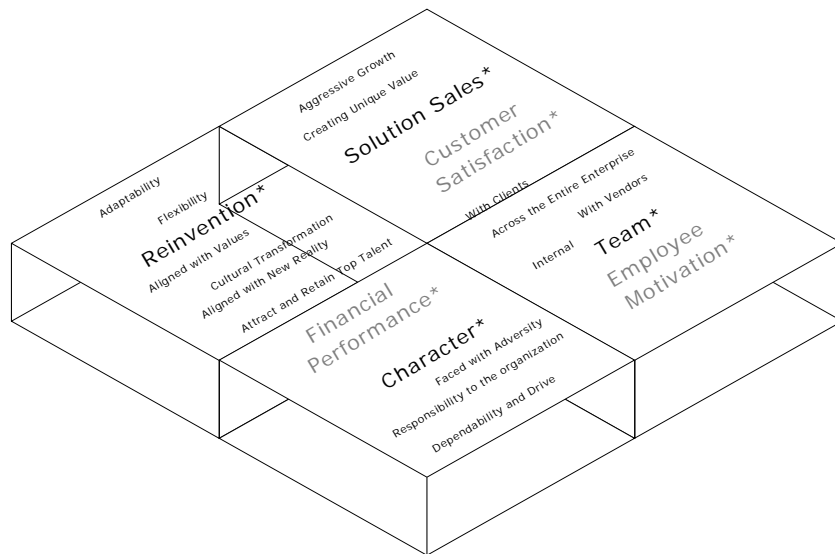 Aggressive Growth
Creating Unique Value
Solution Sales*
Customer
Satisfaction*
Adaptability
Flexibility
Reinvention*
Aligned with Values
Cultural Transformation
Aligned with New Reality
Attract and Retain Top Talent
With Clients
Across the Entire Enterprise
With Vendors
Internal
Team*
Employee
Motivation*
Financial
Performance*
Character*
Faced with Adversity
Responsibility to the organization
Dependability and Drive